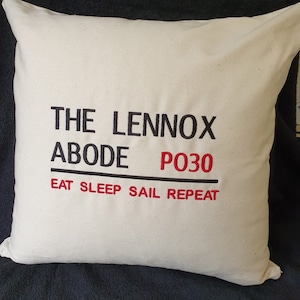 THE LENNOX
ABODE PO30
EAT SLEEP SAIL REPEAT